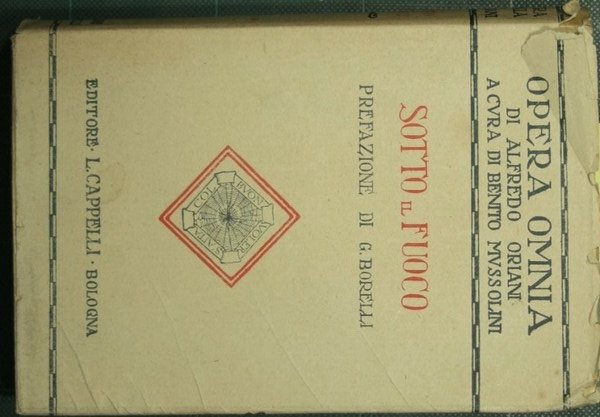 OPERA OMNIA
DI ALFREDO ORIANI
A CVRA DI BENITO MVSSOLINI
SOTTO IL FUOCO
PREFAZIONE DI G. BORELLI
EDITORE · L. CAPPELLI · BOLOGNA